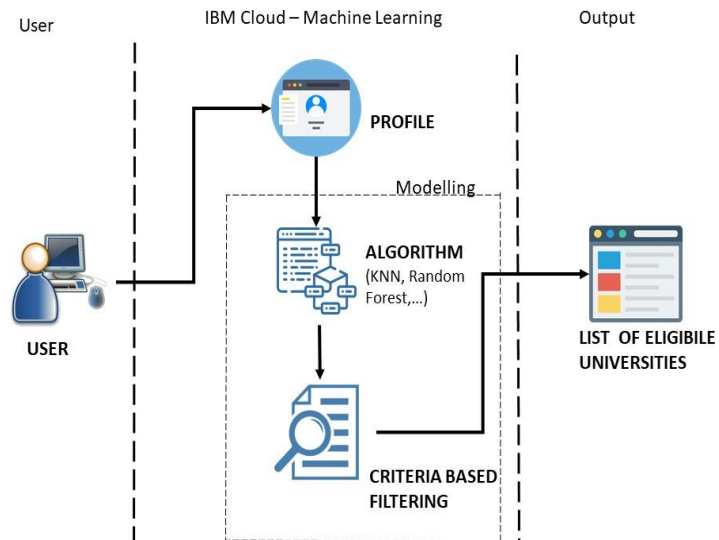 User
IBM Cloud – Machine Learning
Output
PROFILE
Modelling
ALGORITHM
(KNN, Random
Forest,...)
USER
LIST OF ELIGIBILE
UNIVERSITIES
CRITERIA BASED
FILTERING